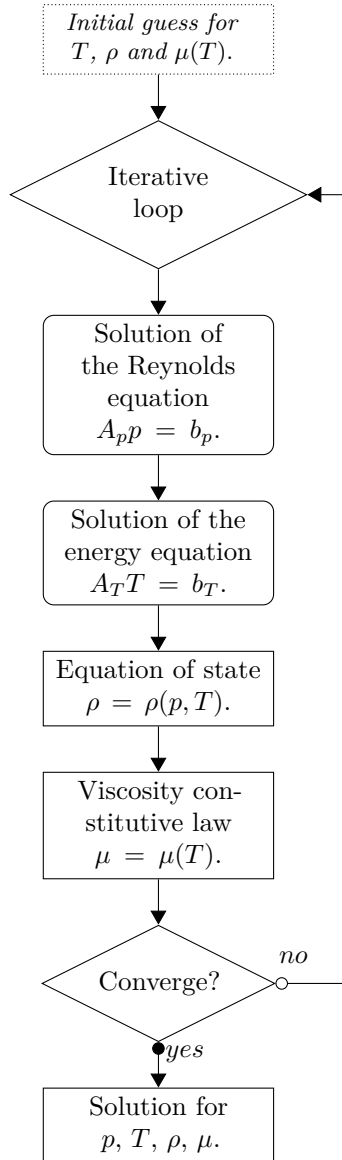 Initial guess for
T, ρ and μ(T).
Iterative
loop
Solution of
the Reynolds
equation
A_p p = b_p.
Solution of the
energy equation
A_T T = b_T.
Equation of state
ρ = ρ(p, T).
Viscosity con-
stitutive law
μ = μ(T).
no
Converge?
yes
Solution for
p, T, ρ, μ.